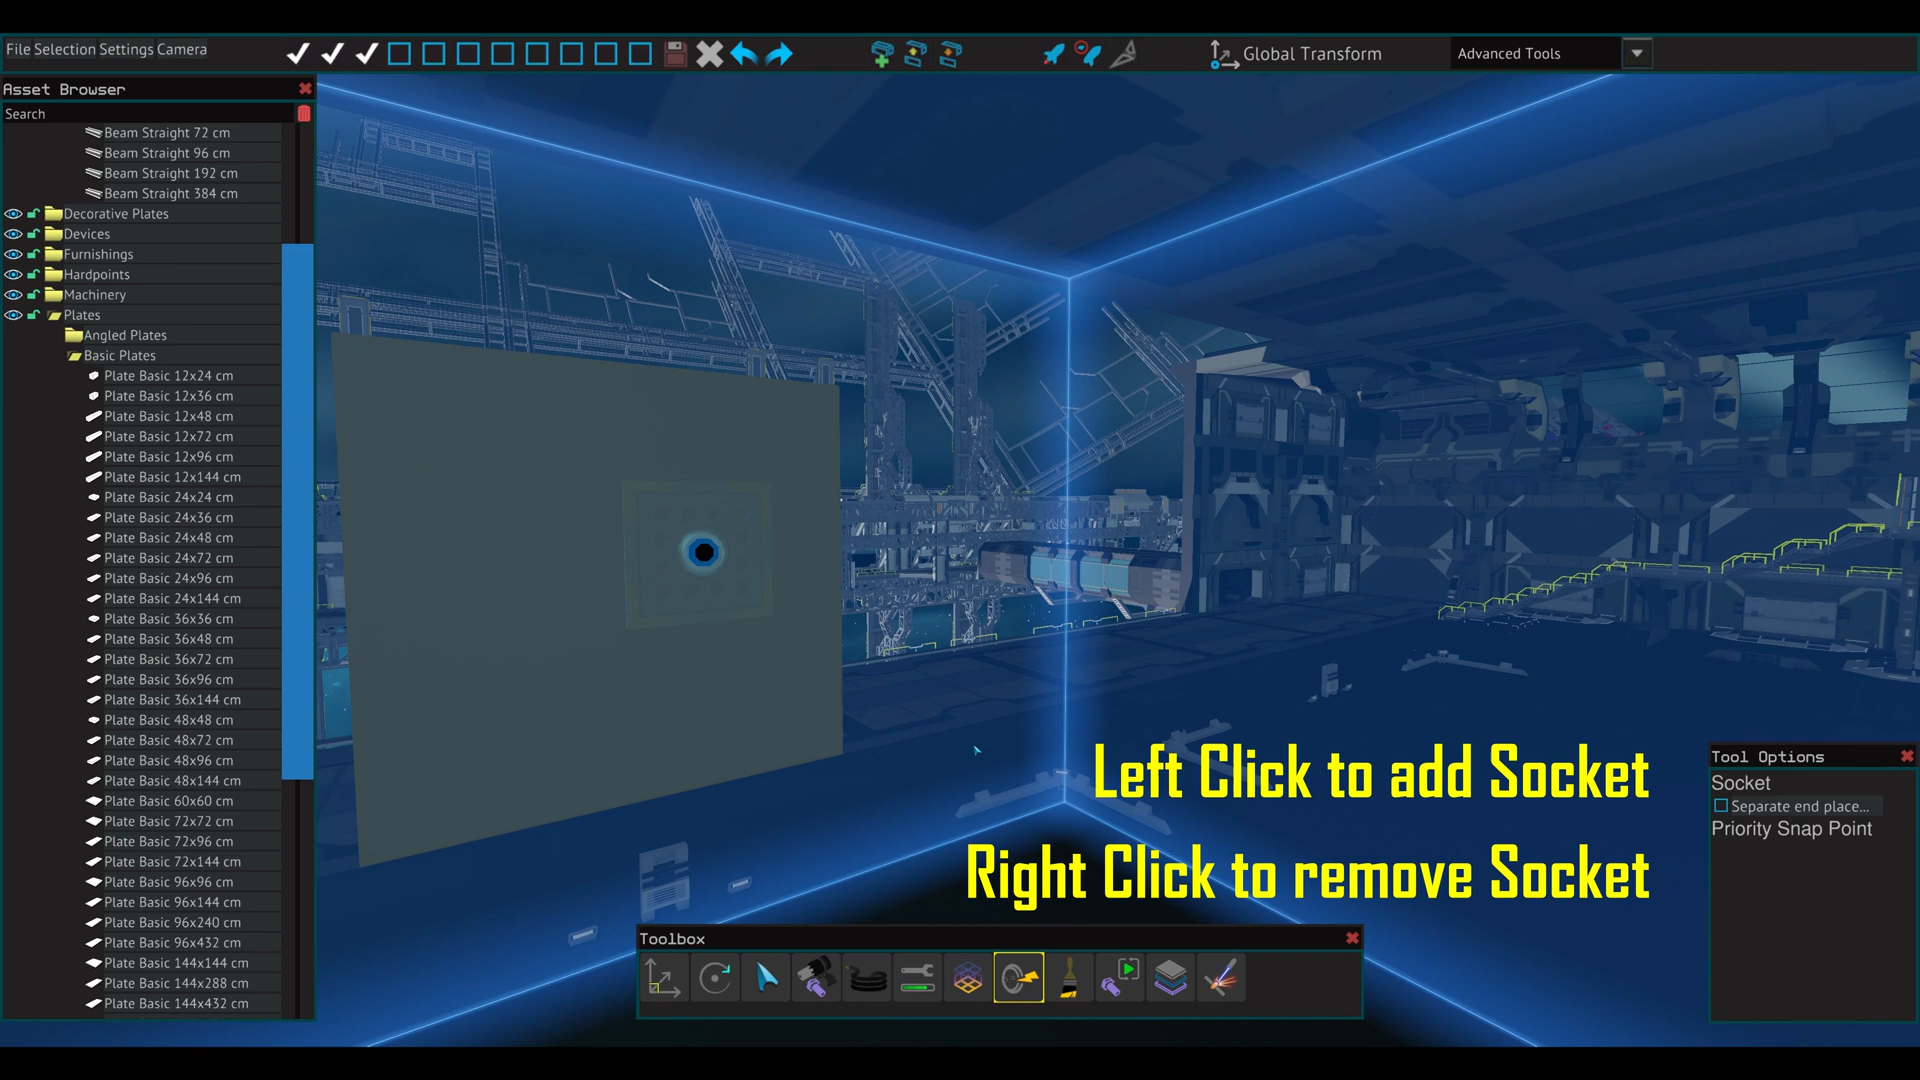 File Selection Settings Camera
Global Transform
Advanced Tools
Asset Browser
Search
Beam Straight 72 cm
Beam Straight 96 cm
Beam Straight 192 cm
Beam Straight 384 cm
Decorative Plates
Devices
Furnishings
Hardpoints
Machinery
Plates
Angled Plates
Basic Plates
Plate Basic 12x24 cm
Plate Basic 12x36 cm
Plate Basic 12x48 cm
Plate Basic 12x72 cm
Plate Basic 12x96 cm
Plate Basic 12x144 cm
Plate Basic 24x24 cm
Plate Basic 24x36 cm
Plate Basic 24x48 cm
Plate Basic 24x72 cm
Plate Basic 24x96 cm
Plate Basic 24x144 cm
Plate Basic 36x36 cm
Plate Basic 36x48 cm
Plate Basic 36x72 cm
Plate Basic 36x96 cm
Plate Basic 36x144 cm
Plate Basic 48x48 cm
Plate Basic 48x72 cm
Plate Basic 48x96 cm
Plate Basic 48x144 cm
Plate Basic 60x60 cm
Plate Basic 72x72 cm
Plate Basic 72x96 cm
Plate Basic 72x144 cm
Plate Basic 96x96 cm
Plate Basic 96x144 cm
Plate Basic 96x240 cm
Plate Basic 96x432 cm
Plate Basic 144x144 cm
Plate Basic 144x288 cm
Plate Basic 144x432 cm
Left Click to add Socket
Right Click to remove Socket
Toolbox
Tool Options
Socket
Separate end place...
Priority Snap Point